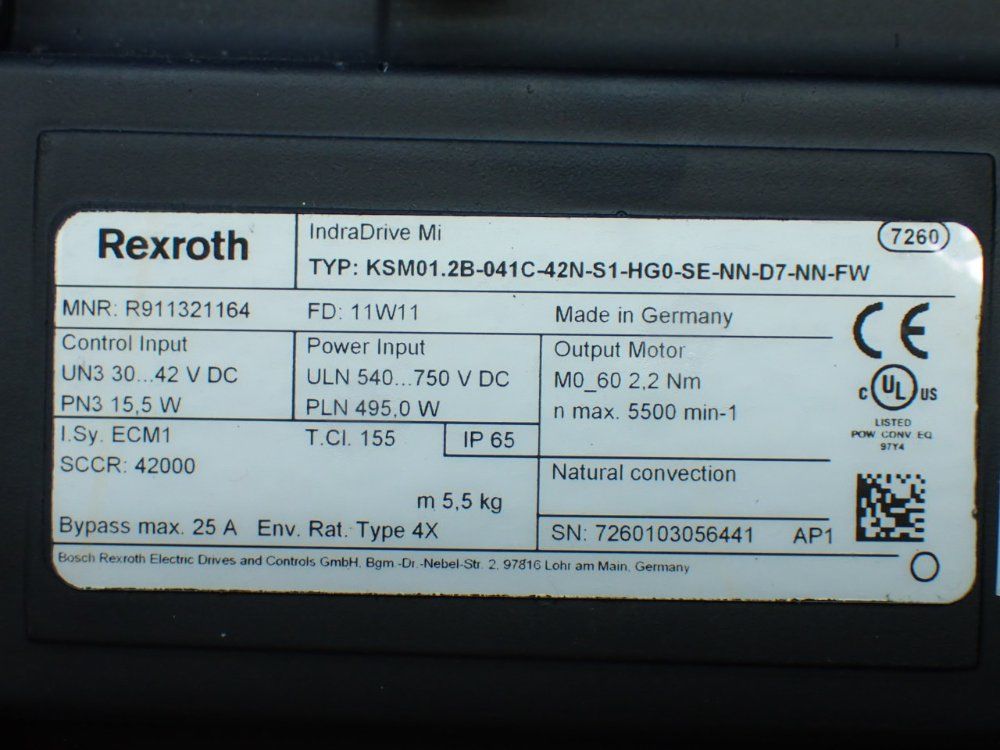 Rexroth
IndraDrive Mi
7260
TYP: KSM01.2B-041C-42N-S1-HG0-SE-NN-D7-NN-FW
MNR: R911321164
FD: 11W11
Made in Germany
Control Input
UN3 30...42 V DC
PN3 15,5 W
Power Input
ULN 540...750 V DC
PLN 495,0 W
Output Motor
M0_60 2,2 Nm
n max. 5500 min-1
CE
c UL US
LISTED
POW CONV EQ
97Y4
I.Sy. ECM1
T.Cl. 155
IP 65
SCCR: 42000
Natural convection
m 5,5 kg
Bypass max. 25 A Env. Rat. Type 4X
SN: 7260103056441
AP1
Bosch Rexroth Electric Drives and Controls GmbH, Bgm.-Dr.-Nebel-Str. 2, 97816 Lohr am Main, Germany